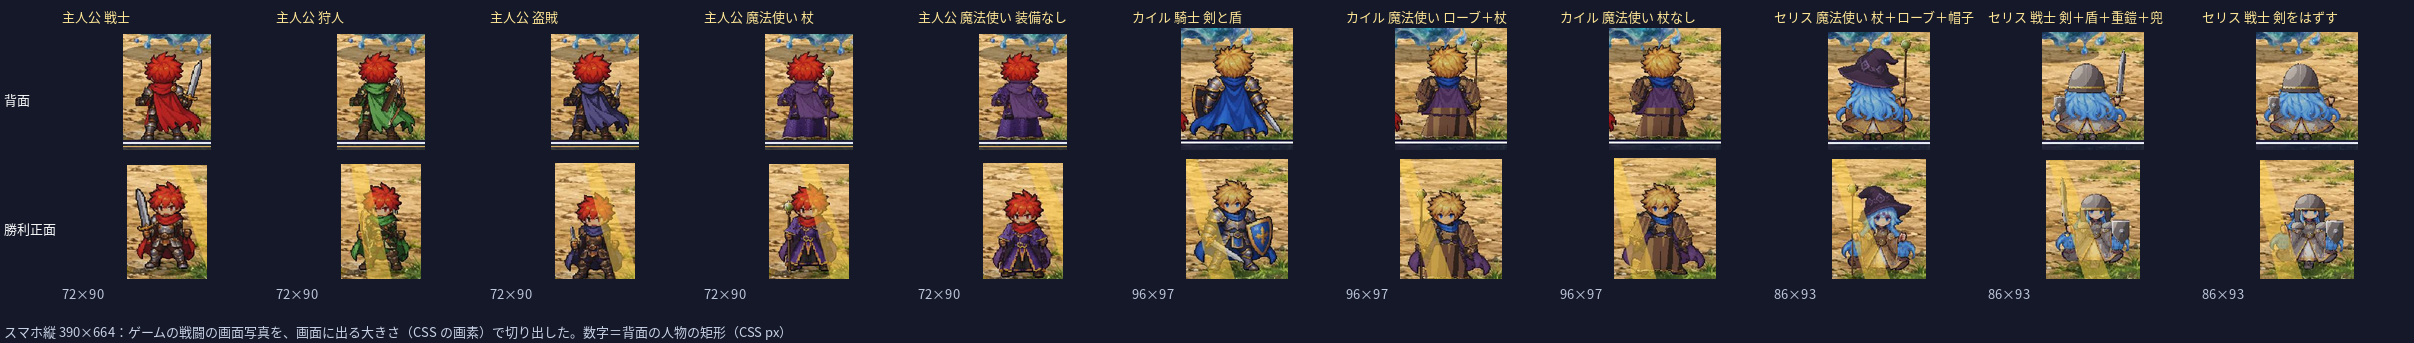 主人公 戦士
主人公 狩人
主人公 盗賊
主人公 魔法使い 杖
主人公 魔法使い 装備なし
カイル 騎士 剣と盾
カイル 魔法使い ローブ＋杖
カイル 魔法使い 杖なし
セリス 魔法使い 杖＋ローブ＋帽子
セリス 戦士 剣＋盾＋重鎧＋兜
セリス 戦士 剣をはずす
背面
勝利正面
72×90
72×90
72×90
72×90
72×90
96×97
96×97
96×97
86×93
86×93
86×93
スマホ縦 390×664：ゲームの戦闘の画面写真を、画面に出る大きさ（CSS の画素）で切り出した。数字＝背面の人物の矩形（CSS px）